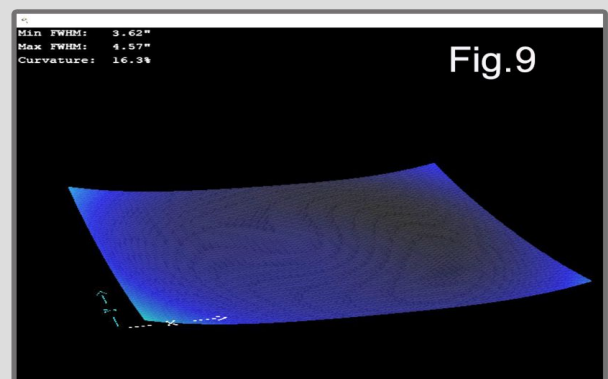 Min FWHM: 3.62"
Max FWHM: 4.57"
Curvature: 16.3%
Fig.9
X
Y